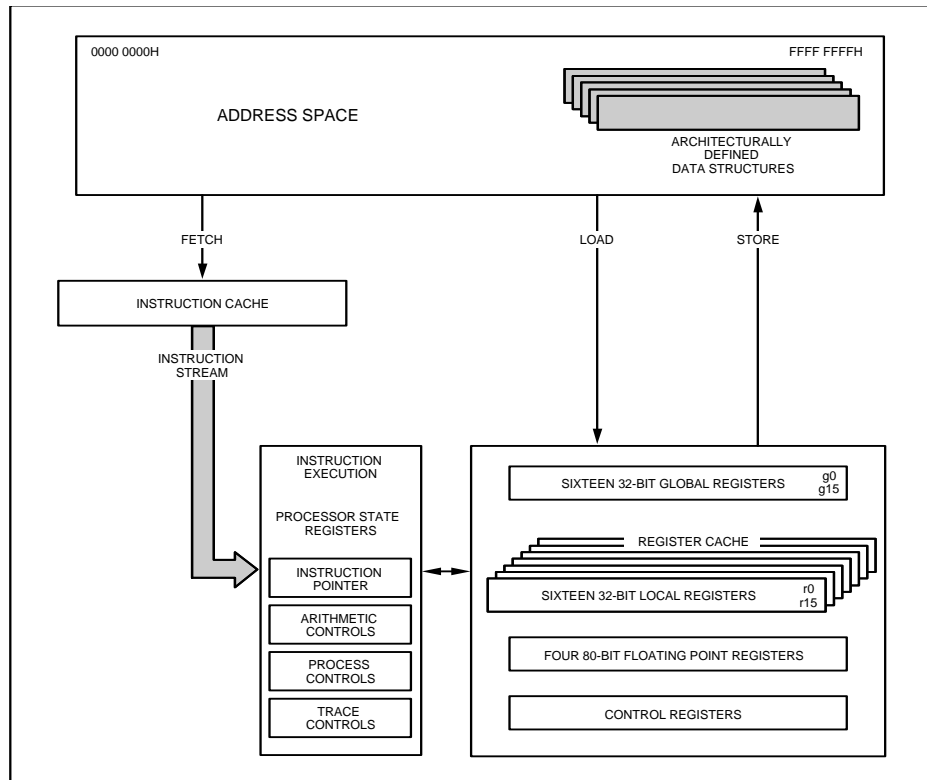 0000 0000H
FFFF FFFFH
ADDRESS SPACE
ARCHITECTURALLY
DEFINED
DATA STRUCTURES
FETCH
LOAD
STORE
INSTRUCTION CACHE
INSTRUCTION
STREAM
INSTRUCTION
EXECUTION
PROCESSOR STATE
REGISTERS
INSTRUCTION
POINTER
ARITHMETIC
CONTROLS
PROCESS
CONTROLS
TRACE
CONTROLS
SIXTEEN 32-BIT GLOBAL REGISTERS
g0
g15
REGISTER CACHE
SIXTEEN 32-BIT LOCAL REGISTERS
r0
r15
FOUR 80-BIT FLOATING POINT REGISTERS
CONTROL REGISTERS